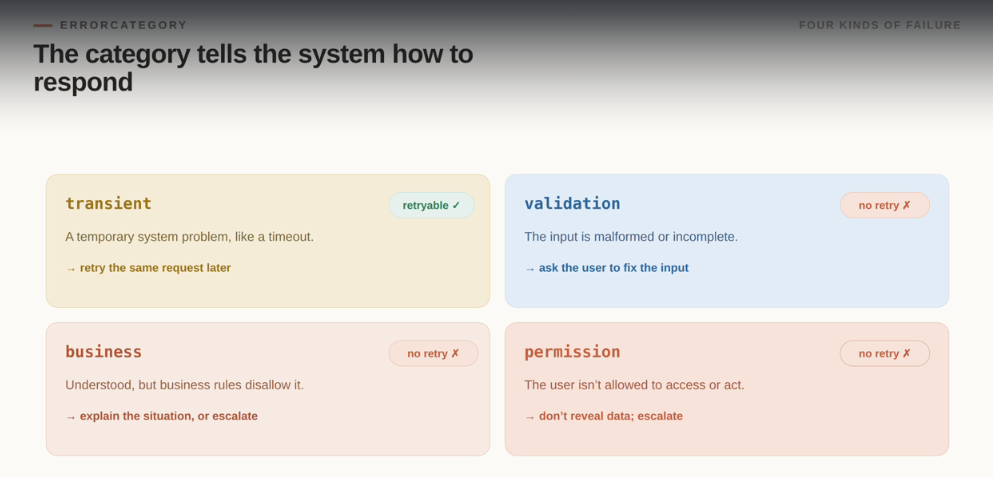 ERRORCATEGORY
FOUR KINDS OF FAILURE
The category tells the system how to
respond
transient
retryable ✓
A temporary system problem, like a timeout.
→ retry the same request later
validation
no retry ✗
The input is malformed or incomplete.
→ ask the user to fix the input
business
no retry ✗
Understood, but business rules disallow it.
→ explain the situation, or escalate
permission
no retry ✗
The user isn’t allowed to access or act.
→ don’t reveal data; escalate